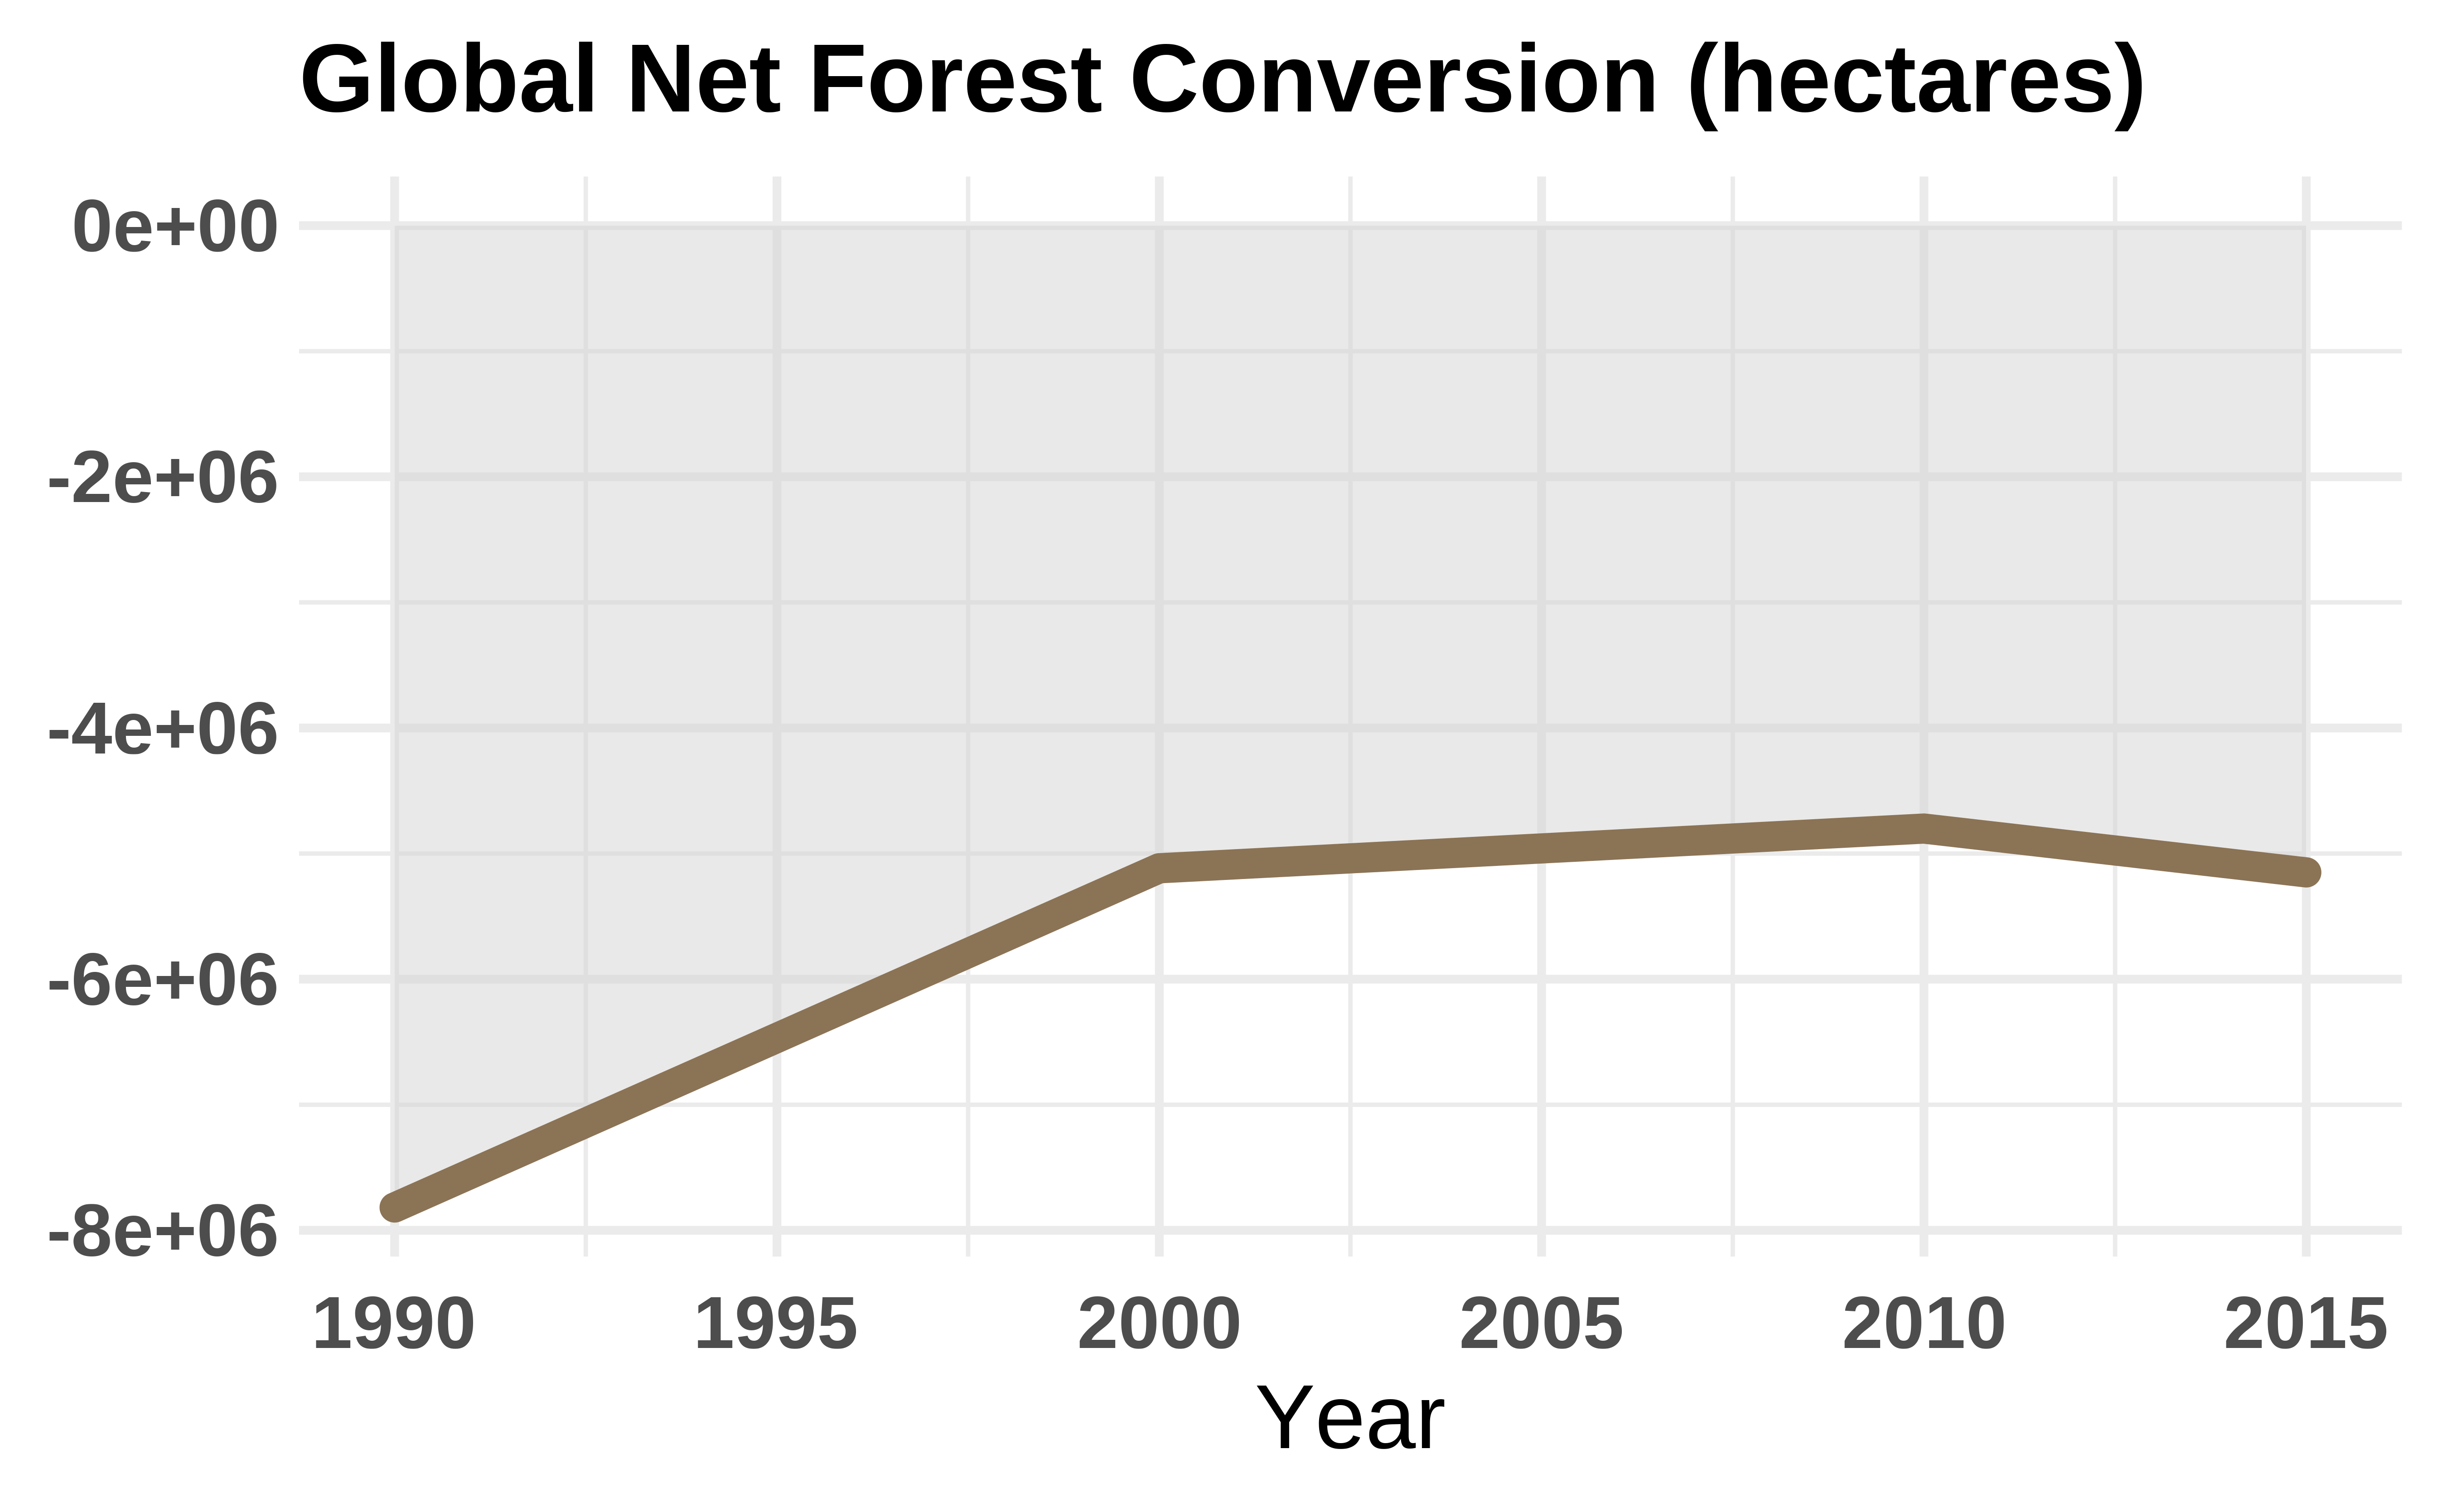 Global Net Forest Conversion (hectares)
0e+00
-2e+06
-4e+06
-6e+06
-8e+06
1990 1995 2000 2005 2010 2015
Year